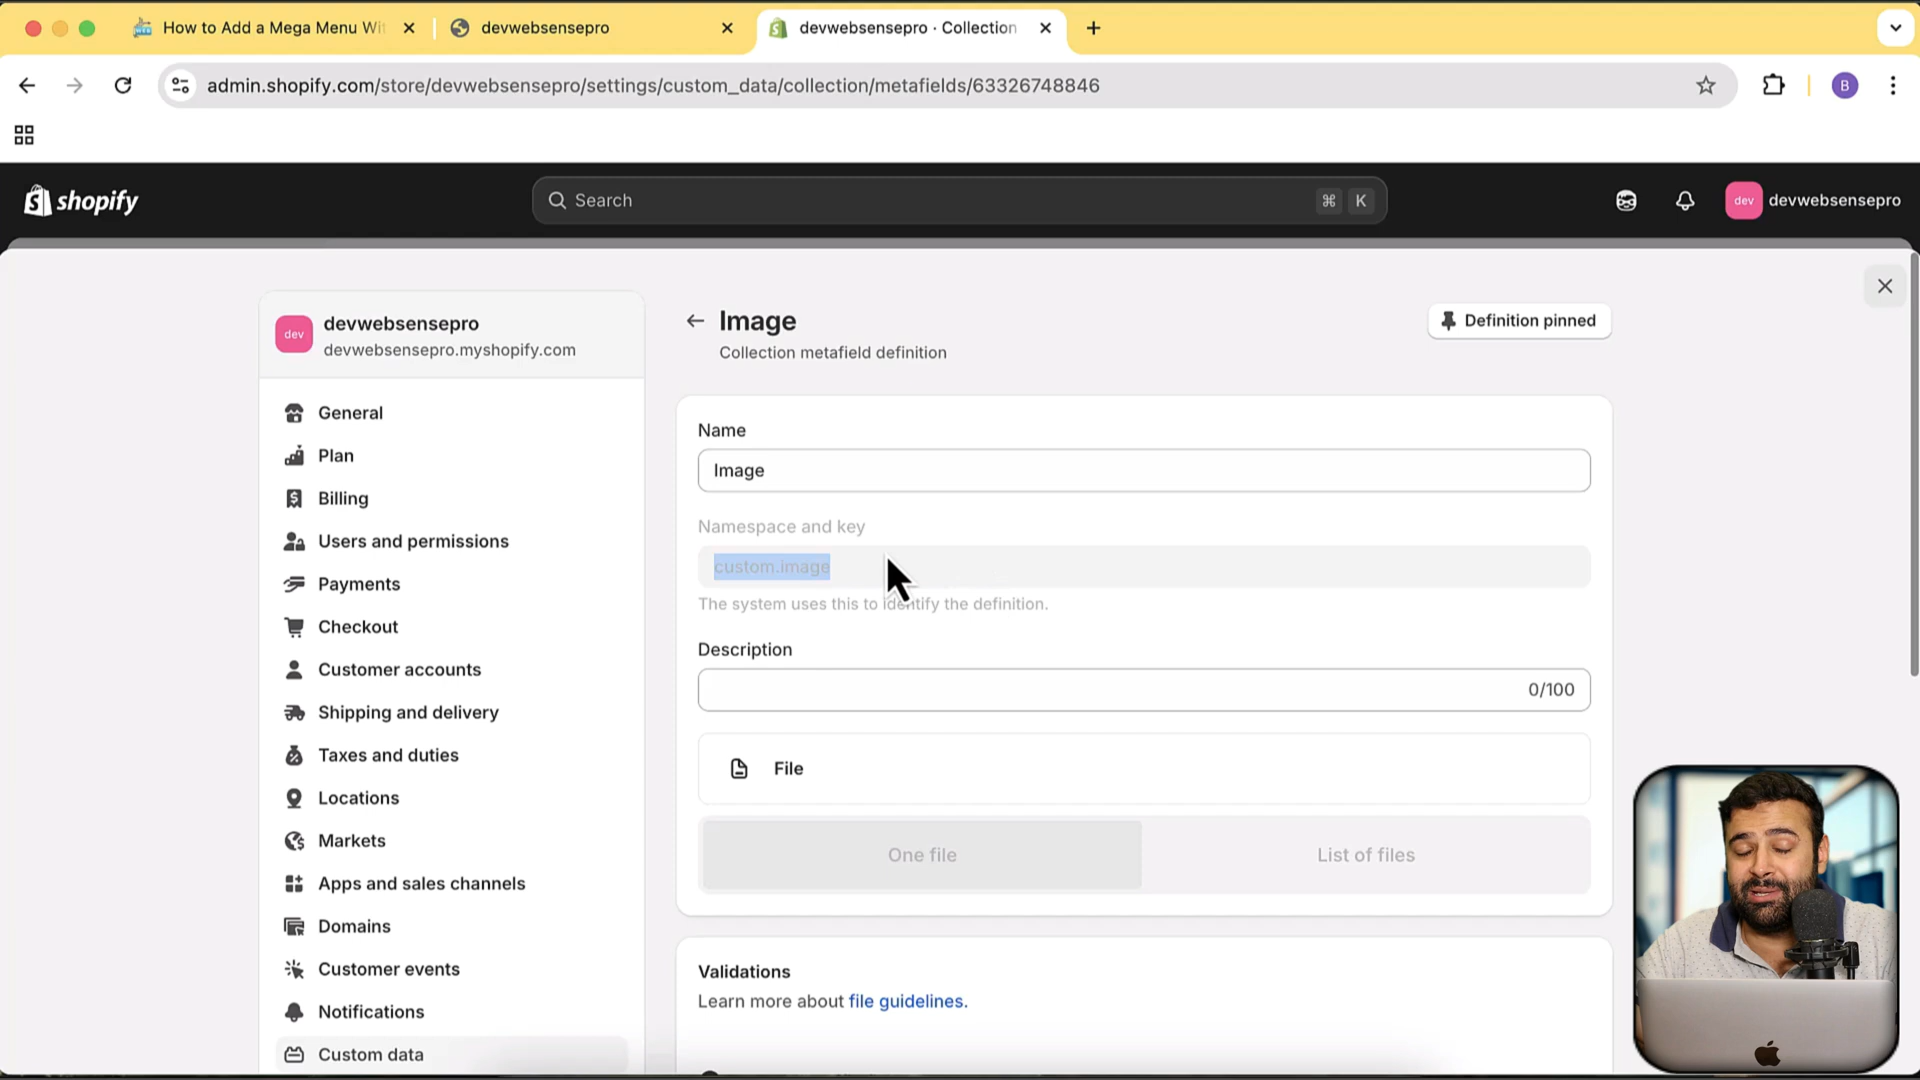 How to Add a Mega Menu Wit
devwebsensepro
devwebsensepro · Collection
admin.shopify.com/store/devwebsensepro/settings/custom_data/collection/metafields/63326748846
B
shopify
Search
⌘ K
dev
devwebsensepro
dev
devwebsensepro
devwebsensepro.myshopify.com
General
Plan
Billing
Users and permissions
Payments
Checkout
Customer accounts
Shipping and delivery
Taxes and duties
Locations
Markets
Apps and sales channels
Domains
Customer events
Notifications
Custom data
Image
Collection metafield definition
Definition pinned
Name
Image
Namespace and key
custom.image
The system uses this to identify the definition.
Description
0/100
File
One file
List of files
Validations
Learn more about file guidelines.